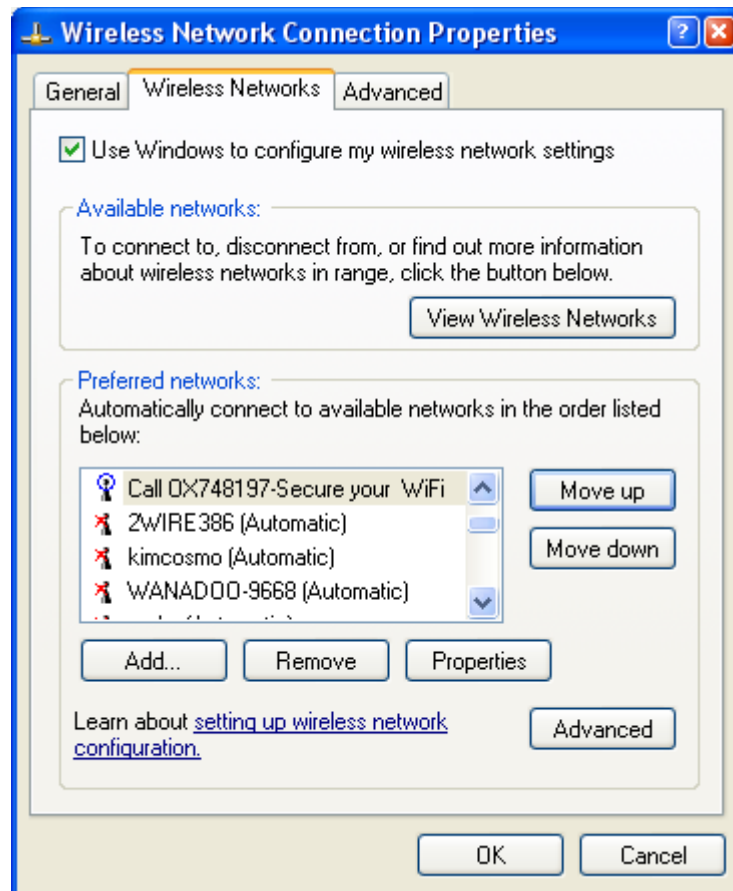 Wireless Network Connection Properties
General Wireless Networks Advanced
Use Windows to configure my wireless network settings
Available networks:
To connect to, disconnect from, or find out more information
about wireless networks in range, click the button below.
View Wireless Networks
Preferred networks:
Automatically connect to available networks in the order listed
below:
Call OX748197-Secure your WiFi
2WIRE386 (Automatic)
kimcosmo (Automatic)
WANADOO-9668 (Automatic)
Move up
Move down
Add... Remove Properties
Learn about setting up wireless network
configuration.
Advanced
OK Cancel